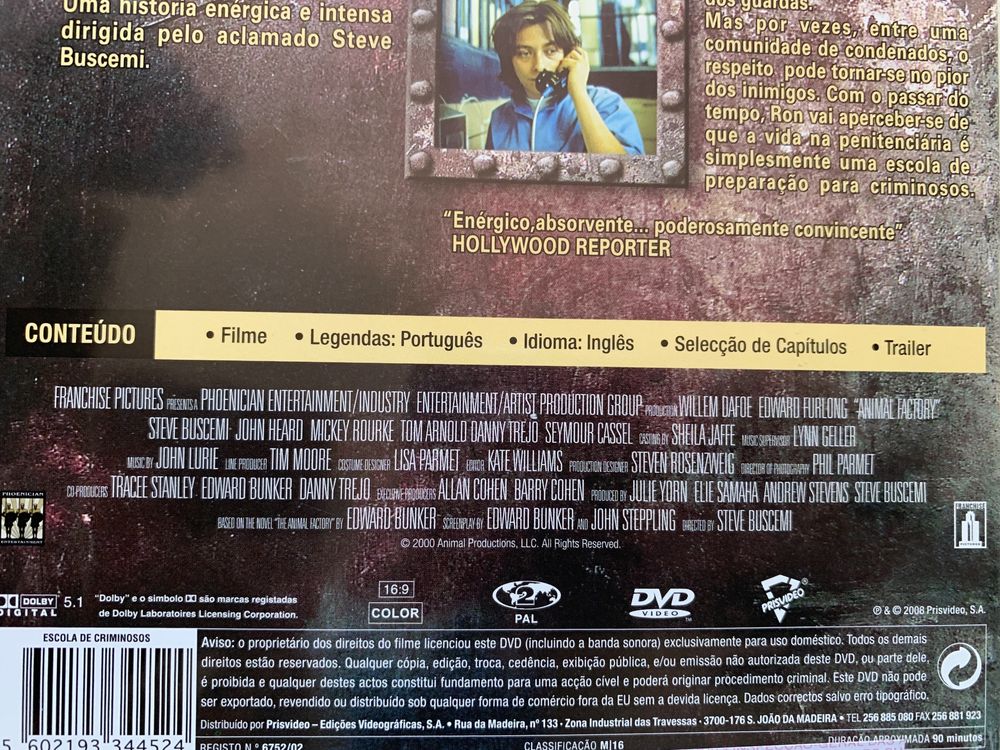 Uma história enérgica e intensa
dirigida pelo aclamado Steve
Buscemi.
dos guardas.
Mas por vezes, entre uma
comunidade de condenados, o
respeito pode tornar-se no pior
dos inimigos. Com o passar do
tempo, Ron vai aperceber-se de
que a vida na penitenciária é
simplesmente uma escola de
preparação para criminosos.
“Enérgico,absorvente... poderosamente convincente”
HOLLYWOOD REPORTER
CONTEÚDO • Filme • Legendas: Português • Idioma: Inglês • Selecção de Capítulos • Trailer
FRANCHISE PICTURES PRESENTS A PHOENICIAN ENTERTAINMENT/INDUSTRY ENTERTAINMENT/ARTIST PRODUCTION GROUP PRODUCTION WILLEM DAFOE EDWARD FURLONG “ANIMAL FACTORY”
STEVE BUSCEMI JOHN HEARD MICKEY ROURKE TOM ARNOLD DANNY TREJO SEYMOUR CASSEL CASTING BY SHEILA JAFFE MUSIC SUPERVISOR LYNN GELLER
MUSIC BY JOHN LURIE LINE PRODUCER TIM MOORE COSTUME DESIGNER LISA PARMET EDITOR KATE WILLIAMS PRODUCTION DESIGNER STEVEN ROSENZWEIG DIRECTOR OF PHOTOGRAPHY PHIL PARMET
CO-PRODUCERS TRACEE STANLEY EDWARD BUNKER DANNY TREJO EXECUTIVE PRODUCERS ALLAN COHEN BARRY COHEN PRODUCED BY JULIE YORN ELIE SAMAHA ANDREW STEVENS STEVE BUSCEMI
BASED ON THE NOVEL “THE ANIMAL FACTORY” BY EDWARD BUNKER SCREENPLAY BY EDWARD BUNKER AND JOHN STEPPLING DIRECTED BY STEVE BUSCEMI
© 2000 Animal Productions, LLC. All Rights Reserved.
PHOENICIAN
ENTERTAINMENT
FRANCHISE
PICTURES
DOLBY
DIGITAL 5.1
“Dolby” e o símbolo são marcas registadas
de Dolby Laboratoires Licensing Corporation.
16:9
COLOR
2
PAL
DVD
VIDEO ™
PRISVIDEO ®
℗ & © 2008 Prisvideo, S.A.
ESCOLA DE CRIMINOSOS
5 602193 344524
Aviso: o proprietário dos direitos do filme licenciou este DVD (incluindo a banda sonora) exclusivamente para uso doméstico. Todos os demais
direitos estão reservados. Qualquer cópia, edição, troca, cedência, exibição pública, e/ou emissão não autorizada deste DVD, ou parte dele,
é proibida e qualquer destes actos constitui fundamento para uma acção cível e poderá originar procedimento criminal. Este DVD não pode
ser exportado, revendido ou distribuído sob qualquer forma de comércio fora da EU sem a devida licença. Dados correctos salvo erro tipográfico.
Distribuído por Prisvideo – Edições Videográficas, S.A. • Rua da Madeira, nº 133 - Zona Industrial das Travessas · 3700-176 S. JOÃO DA MADEIRA • TEL 256 885 080 FAX 256 881 923
REGISTO N.º 6752/02 CLASSIFICAÇÃO M|16 DURAÇÃO APROXIMADA 90 minutos